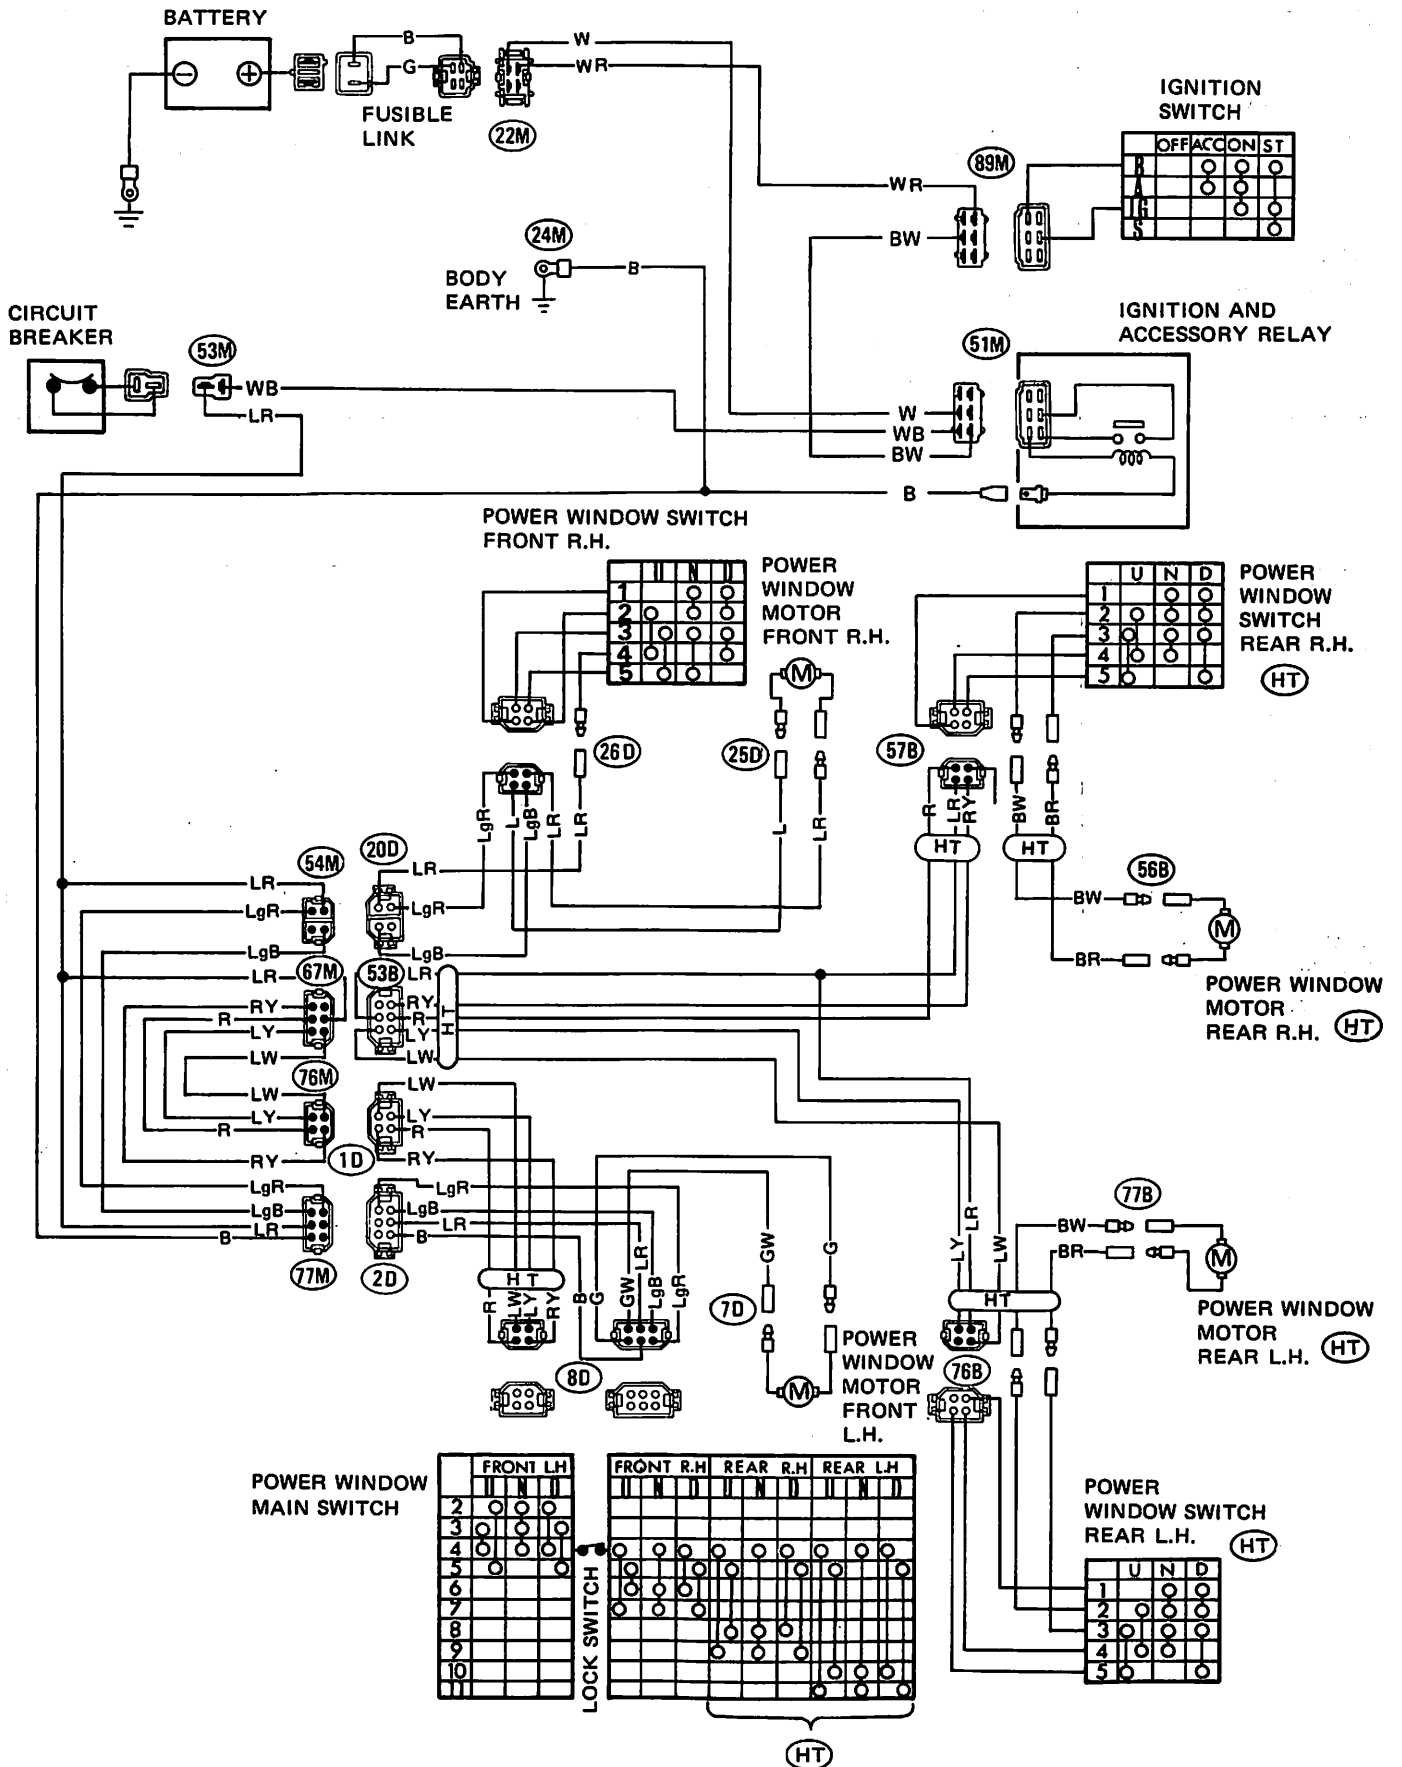 BATTERY
B
G
FUSIBLE
LINK
22M
W
WR
IGNITION
SWITCH
OFF ACC ON ST
B
A
IG
S
89M
WR
BW
24M
BODY
EARTH
B
CIRCUIT
BREAKER
53M
WB
LR
51M
IGNITION AND
ACCESSORY RELAY
W
WB
BW
B
POWER WINDOW SWITCH
FRONT R.H.
U N D
1
2
3
4
5
POWER
WINDOW
MOTOR
FRONT R.H.
M
U N D
1
2
3
4
5
POWER
WINDOW
SWITCH
REAR R.H.
HT
26D
25D
57B
LgR
L
LgB
LR
LR
L
LR
R
LR
RY
BW
BR
HT
HT
56B
BW
BR
M
POWER WINDOW
MOTOR
REAR R.H.
HT
54M
20D
LR
LR
LgR
LgR
LgB
LgB
67M
53B
LR
LR
RY
RY
R
R
LY
LY
LW
LW
HT
76M
LW
LW
LY
LY
R
R
1D
RY
RY
LgR
LgR
LgB
LgB
LR
LR
B
B
77M
2D
HT
R
LW
LY
RY
B
G
GW
LR
LgB
LgR
GW
G
7D
8D
M
POWER
WINDOW
MOTOR
FRONT
L.H.
LY
LR
LW
HT
76B
77B
BW
BR
M
POWER WINDOW
MOTOR
REAR L.H.
HT
POWER WINDOW
MAIN SWITCH
FRONT L.H
U N D
2
3
4
5
6
7
8
9
10
11
LOCK SWITCH
FRONT R.H REAR R.H REAR L.H
U N D U N D U N D
HT
POWER
WINDOW SWITCH
REAR L.H.
HT
U N D
1
2
3
4
5